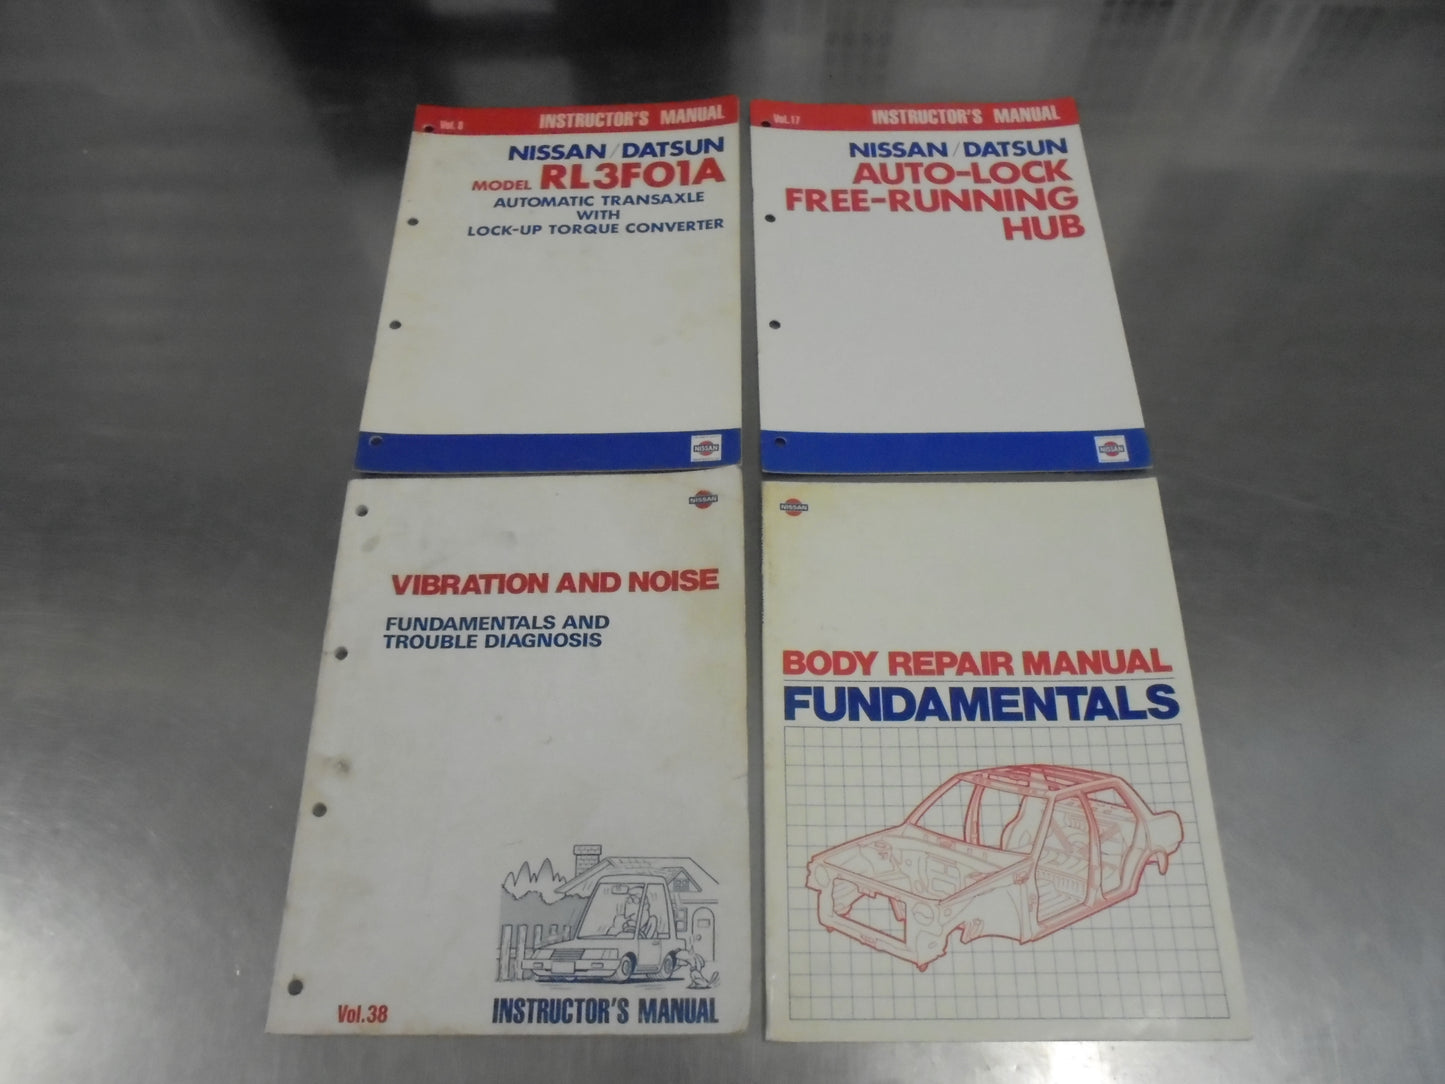 Vol. 8 INSTRUCTOR'S MANUAL
NISSAN/DATSUN
MODEL RL3F01A
AUTOMATIC TRANSAXLE
WITH
LOCK-UP TORQUE CONVERTER
NISSAN
Vol.17 INSTRUCTOR'S MANUAL
NISSAN/DATSUN
AUTO-LOCK
FREE-RUNNING
HUB
NISSAN
NISSAN
VIBRATION AND NOISE
FUNDAMENTALS AND
TROUBLE DIAGNOSIS
Vol.38 INSTRUCTOR'S MANUAL
NISSAN
BODY REPAIR MANUAL
FUNDAMENTALS